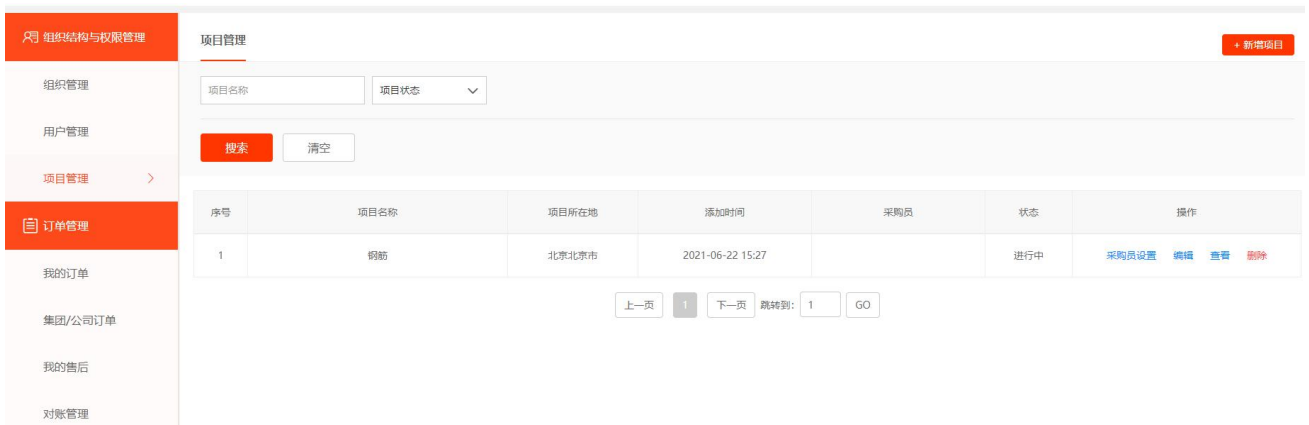 组织结构与权限管理
组织管理
用户管理
项目管理
订单管理
我的订单
集团/公司订单
我的售后
对账管理
项目管理
+ 新增项目
项目名称 项目状态
搜索 清空
序号 项目名称 项目所在地 添加时间 采购员 状态 操作
1 钢筋 北京北京市 2021-06-22 15:27 进行中 采购员设置 编辑 查看 删除
上一页 1 下一页 跳转到: 1 GO